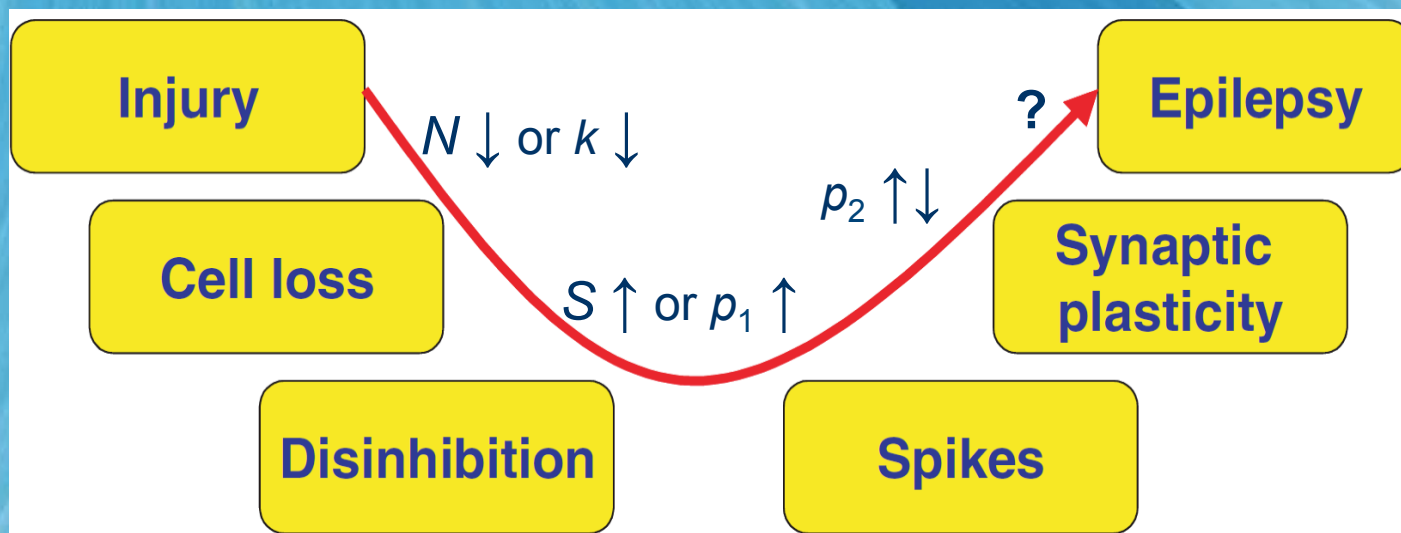 Injury
N ↓ or k ↓
Cell loss
S ↑ or p₁ ↑
Disinhibition
Spikes
p₂ ↑↓
Synaptic
plasticity
?
Epilepsy